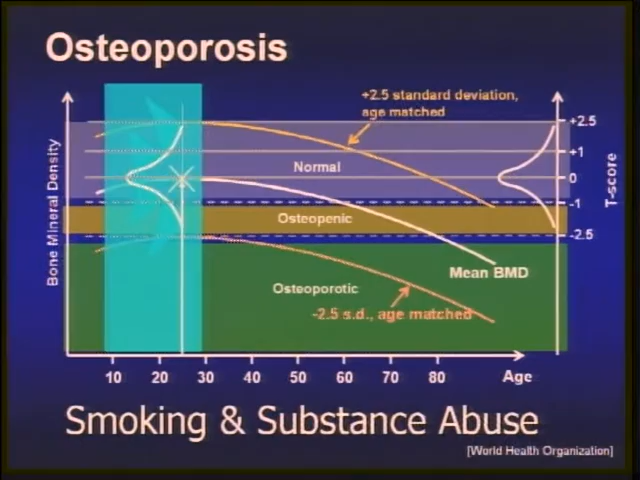 Osteoporosis
+2.5 standard deviation,
age matched
+2.5
+1
Normal
0
-1
Osteopenic
-2.5
Bone Mineral Density
T-score
Mean BMD
Osteoporotic
-2.5 s.d., age matched
10 20 30 40 50 60 70 80 Age
Smoking & Substance Abuse
[World Health Organization]